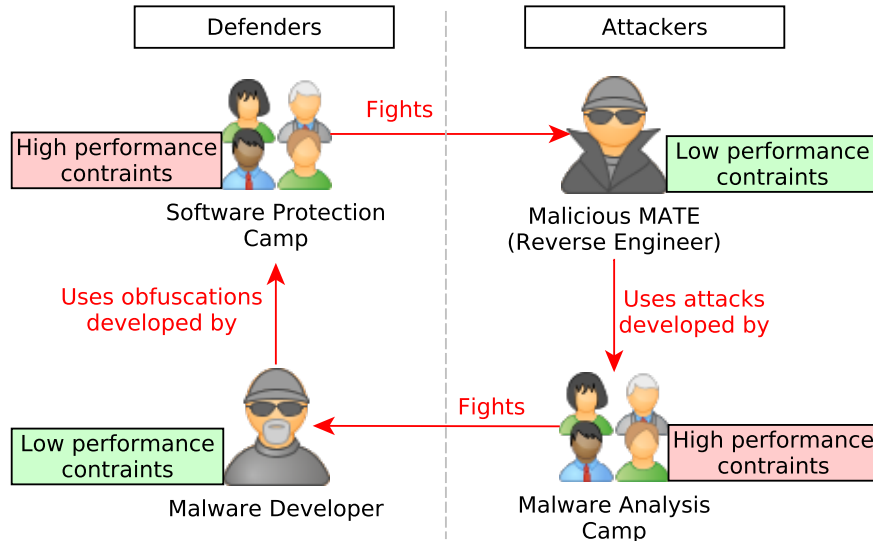 Defenders
Attackers
Fights
High performance
contraints
Low performance
contraints
Software Protection
Camp
Malicious MATE
(Reverse Engineer)
Uses obfuscations
developed by
Uses attacks
developed by
Fights
Low performance
contraints
High performance
contraints
Malware Developer
Malware Analysis
Camp